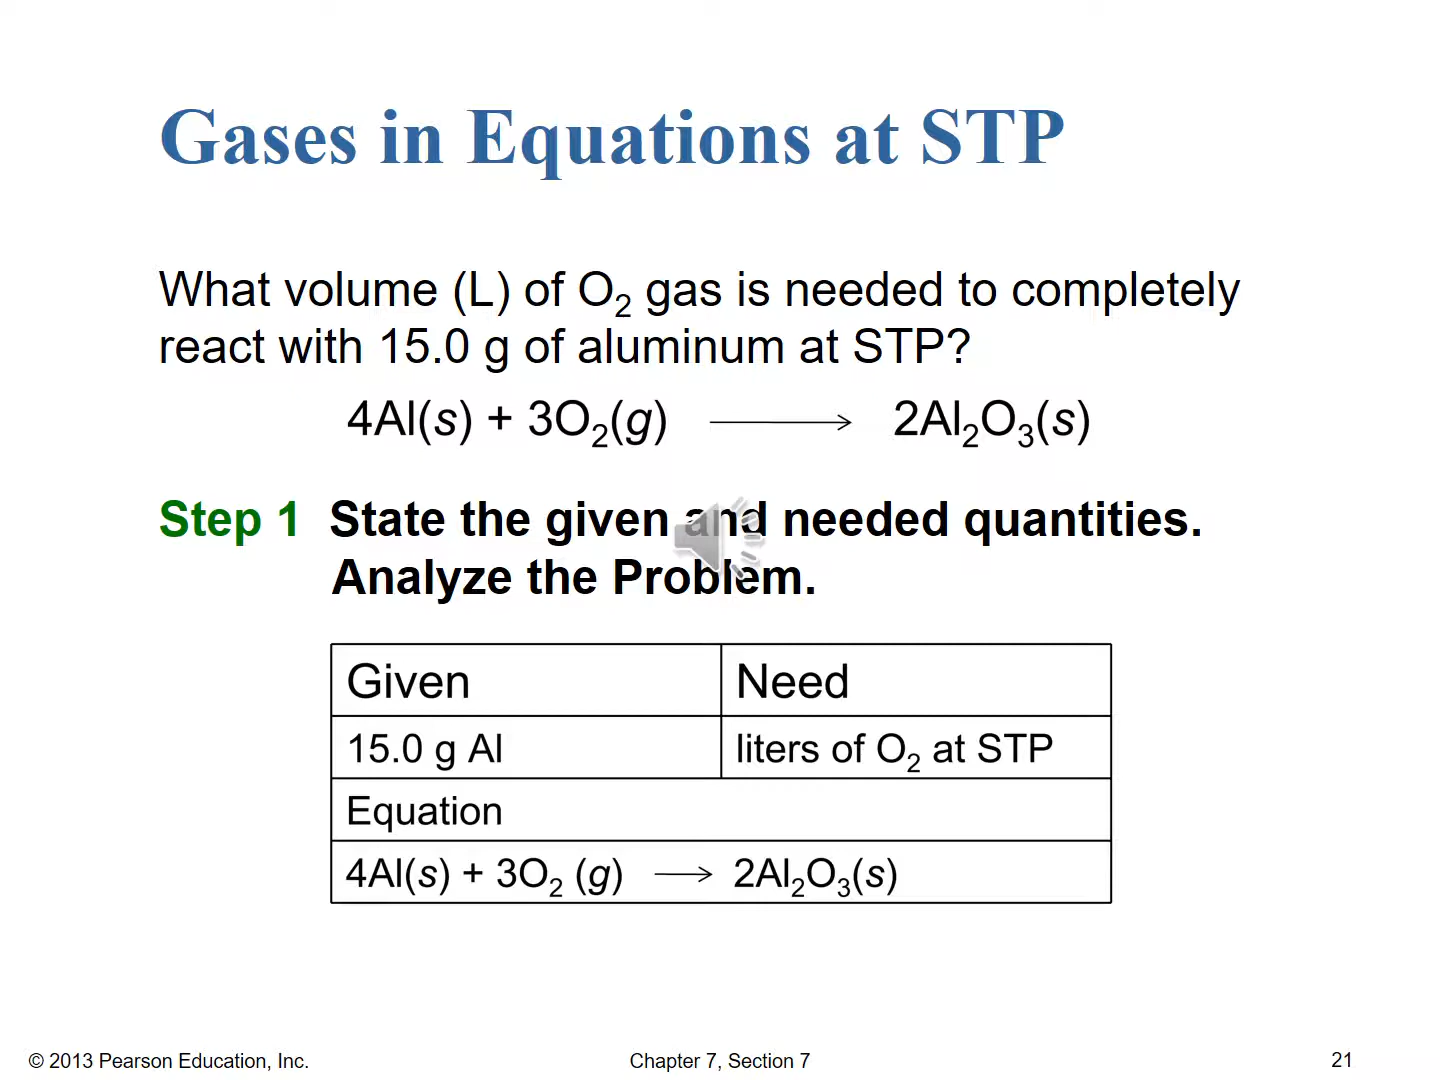 Gases in Equations at STP
What volume (L) of O₂ gas is needed to completely
react with 15.0 g of aluminum at STP?
4Al(s) + 3O₂(g) ⟶ 2Al₂O₃(s)
Step 1 State the given and needed quantities.
Analyze the Problem.
Given Need
15.0 g Al liters of O₂ at STP
Equation
4Al(s) + 3O₂ (g) ⟶ 2Al₂O₃(s)
© 2013 Pearson Education, Inc. Chapter 7, Section 7 21